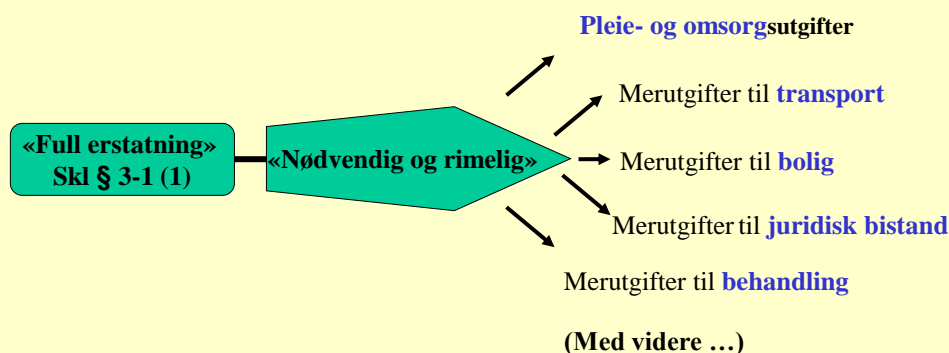 «Full erstatning»
Skl § 3-1 (1)
«Nødvendig og rimelig»
Pleie- og omsorgsutgifter
Merutgifter til transport
Merutgifter til bolig
Merutgifter til juridisk bistand
Merutgifter til behandling
(Med videre …)